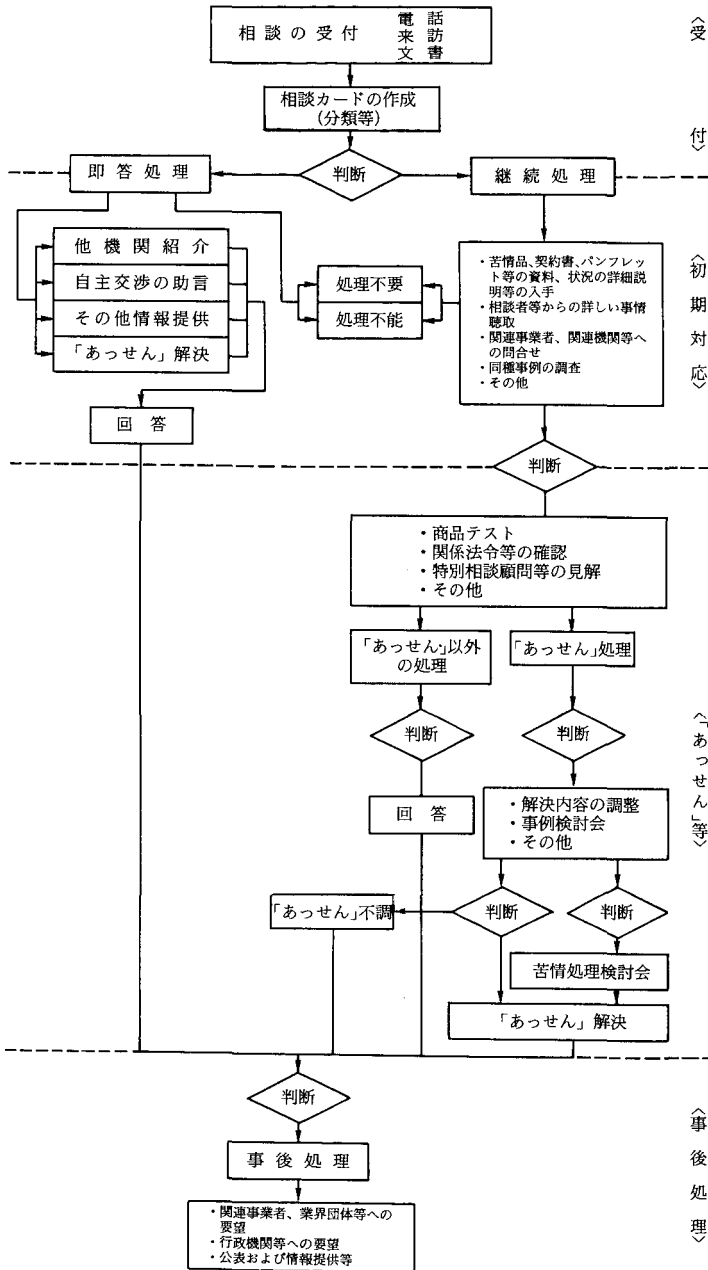 相談の受付
電話
来訪
文書
〈受付〉
相談カードの作成
(分類等)
判断
即答処理
継続処理
他機関紹介
自主交渉の助言
その他情報提供
「あっせん」解決
処理不要
処理不能
・苦情品、契約書、パンフレッ
ト等の資料、状況の詳細説
明等の入手
・相談者等からの詳しい事情
聴取
・関連事業者、関連機関等へ
の問合せ
・同種事例の調査
・その他
〈初期対応〉
回答
判断
・商品テスト
・関係法令等の確認
・特別相談顧問等の見解
・その他
「あっせん」以外
の処理
「あっせん」処理
判断
判断
〈「あっせん」等〉
回答
・解決内容の調整
・事例検討会
・その他
「あっせん」不調
判断
判断
苦情処理検討会
「あっせん」解決
判断
事後処理
〈事後処理〉
・関連事業者、業界団体等への
要望
・行政機関等への要望
・公表および情報提供等